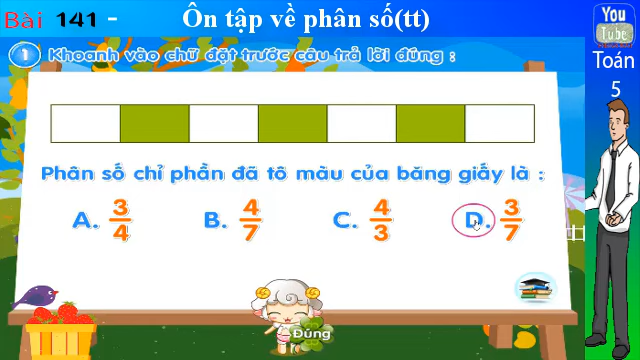 Bài 141 - Ôn tập về phân số(tt)
You
Tube
Toán
5
1 Khoanh vào chữ đặt trước câu trả lời đúng :
Phân số chỉ phần đã tô màu của băng giấy là :
A. 3/4 B. 4/7 C. 4/3 D. 3/7
Đúng